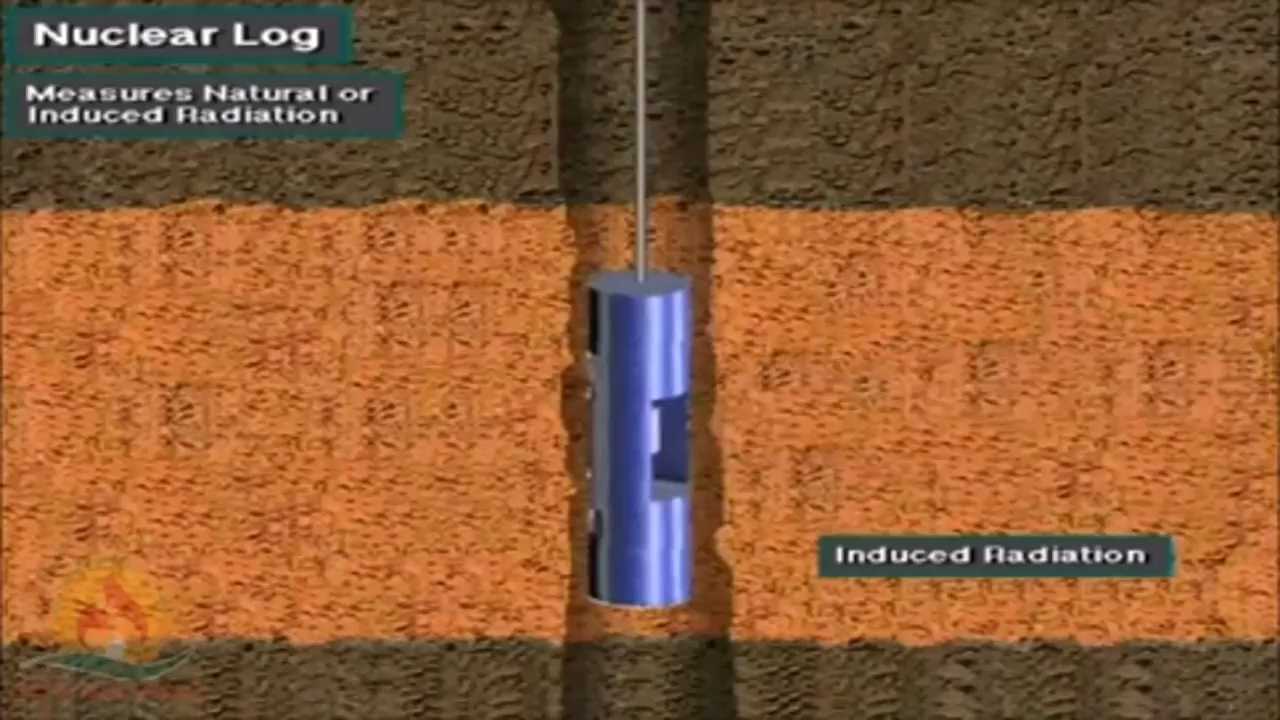 Nuclear Log
Measures Natural or
Induced Radiation
Induced Radiation